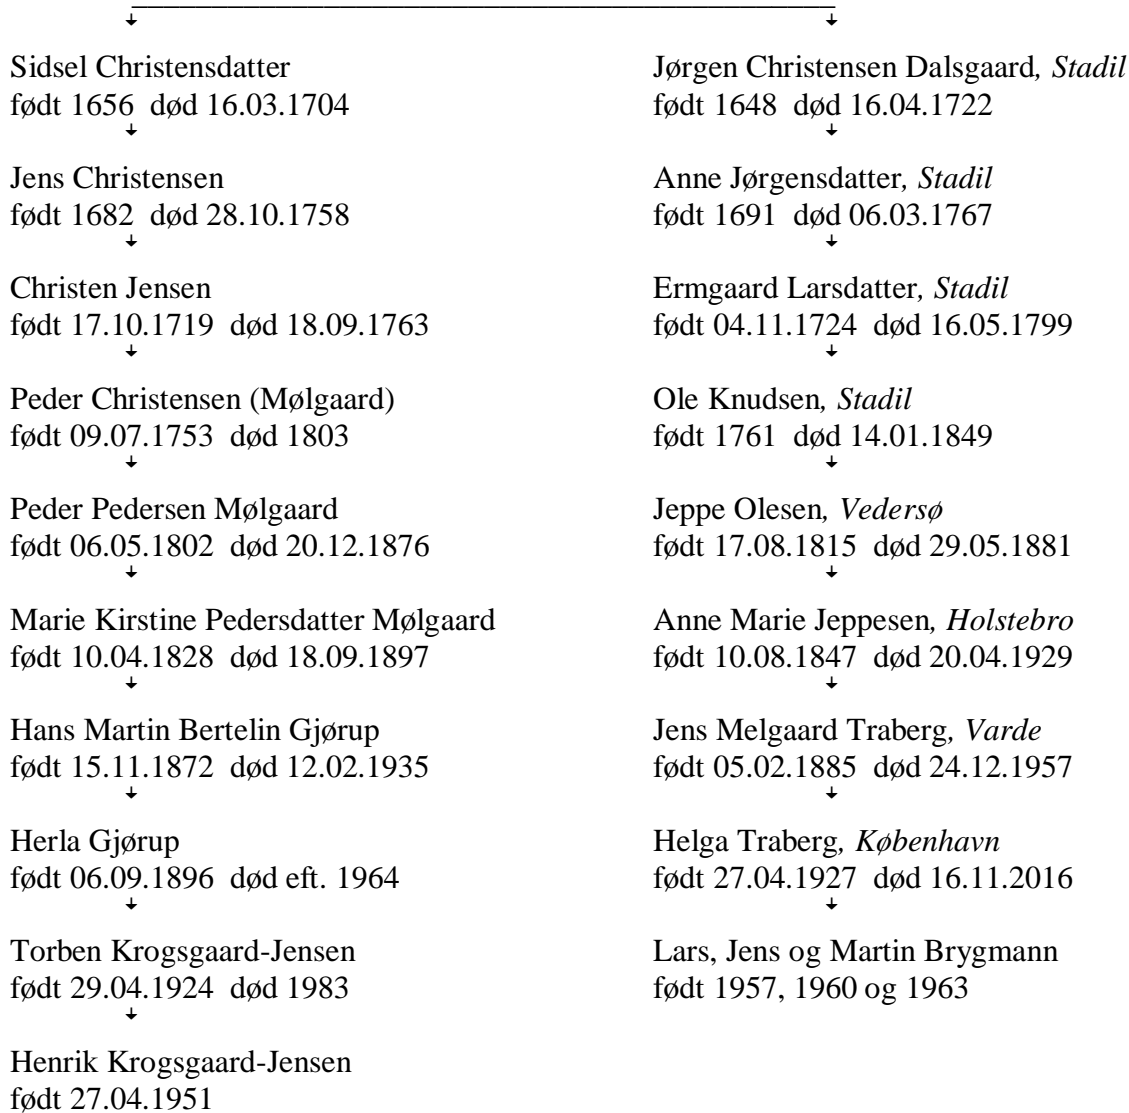 Sidsel Christensdatter
født 1656  død 16.03.1704
Jens Christensen
født 1682  død 28.10.1758
Christen Jensen
født 17.10.1719  død 18.09.1763
Peder Christensen (Mølgaard)
født 09.07.1753  død 1803
Peder Pedersen Mølgaard
født 06.05.1802  død 20.12.1876
Marie Kirstine Pedersdatter Mølgaard
født 10.04.1828  død 18.09.1897
Hans Martin Bertelin Gjørup
født 15.11.1872  død 12.02.1935
Herla Gjørup
født 06.09.1896  død eft. 1964
Torben Krogsgaard-Jensen
født 29.04.1924  død 1983
Henrik Krogsgaard-Jensen
født 27.04.1951
Jørgen Christensen Dalsgaard, Stadil
født 1648  død 16.04.1722
Anne Jørgensdatter, Stadil
født 1691  død 06.03.1767
Ermgaard Larsdatter, Stadil
født 04.11.1724  død 16.05.1799
Ole Knudsen, Stadil
født 1761  død 14.01.1849
Jeppe Olesen, Vedersø
født 17.08.1815  død 29.05.1881
Anne Marie Jeppesen, Holstebro
født 10.08.1847  død 20.04.1929
Jens Melgaard Traberg, Varde
født 05.02.1885  død 24.12.1957
Helga Traberg, København
født 27.04.1927  død 16.11.2016
Lars, Jens og Martin Brygmann
født 1957, 1960 og 1963